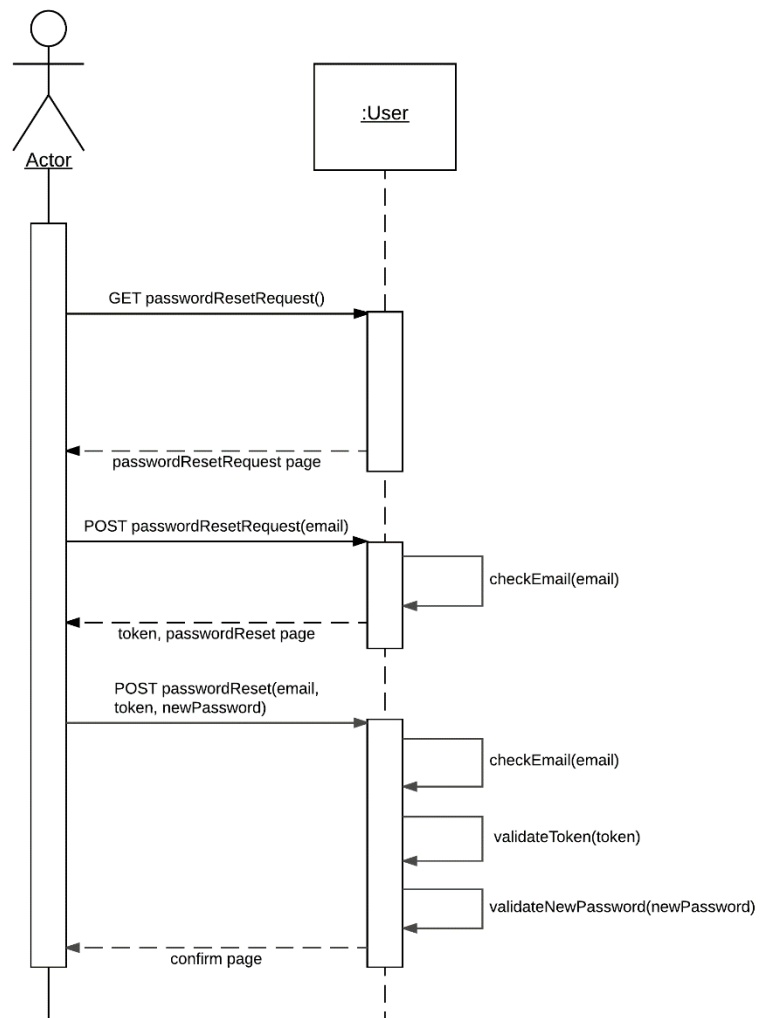 :User
Actor
GET passwordResetRequest()
passwordResetRequest page
POST passwordResetRequest(email)
checkEmail(email)
token, passwordReset page
POST passwordReset(email,
token, newPassword)
checkEmail(email)
validateToken(token)
validateNewPassword(newPassword)
confirm page